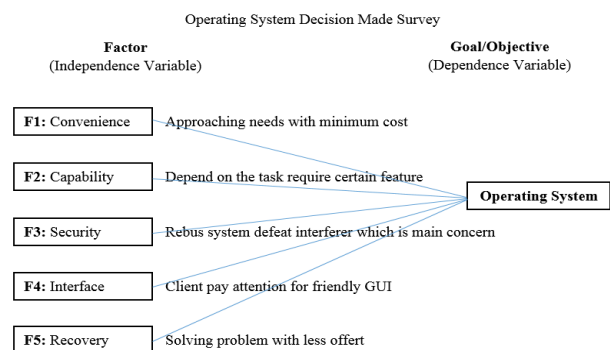 Operating System Decision Made Survey
Factor
(Independence Variable)
Goal/Objective
(Dependence Variable)
F1: Convenience
Approaching needs with minimum cost
F2: Capability
Depend on the task require certain feature
Operating System
F3: Security
Rebus system defeat interferer which is main concern
F4: Interface
Client pay attention for friendly GUI
F5: Recovery
Solving problem with less offert